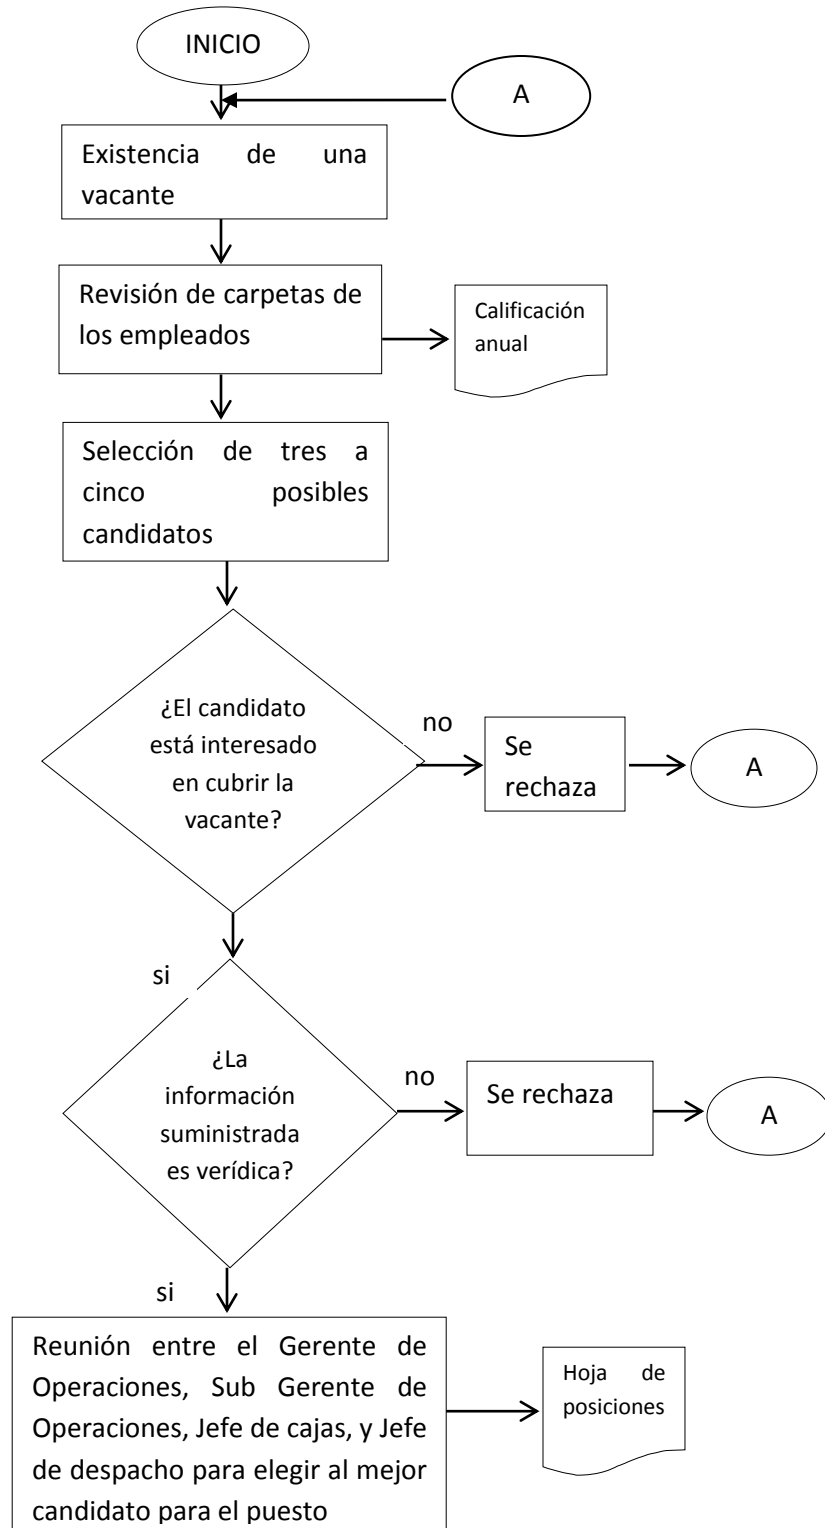 INICIO
A
Existencia de una
vacante
Revisión de carpetas de
los empleados
Calificación
anual
Selección de tres a
cinco posibles
candidatos
¿El candidato
está interesado
en cubrir la
vacante?
no
Se
rechaza
A
si
¿La
información
suministrada
es verídica?
no
Se rechaza
A
si
Reunión entre el Gerente de
Operaciones, Sub Gerente de
Operaciones, Jefe de cajas, y Jefe
de despacho para elegir al mejor
candidato para el puesto
Hoja de
posiciones